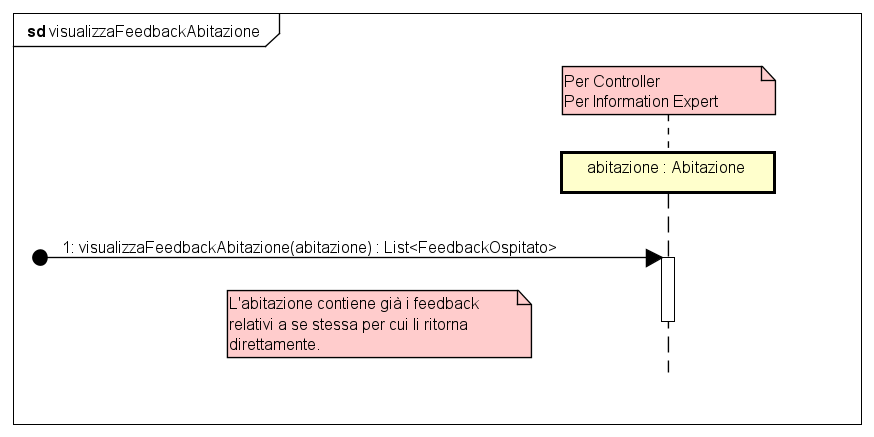 sd visualizzaFeedbackAbitazione
Per Controller
Per Information Expert
abitazione : Abitazione
1: visualizzaFeedbackAbitazione(abitazione) : List<FeedbackOspitato>
L'abitazione contiene già i feedback
relativi a se stessa per cui li ritorna
direttamente.